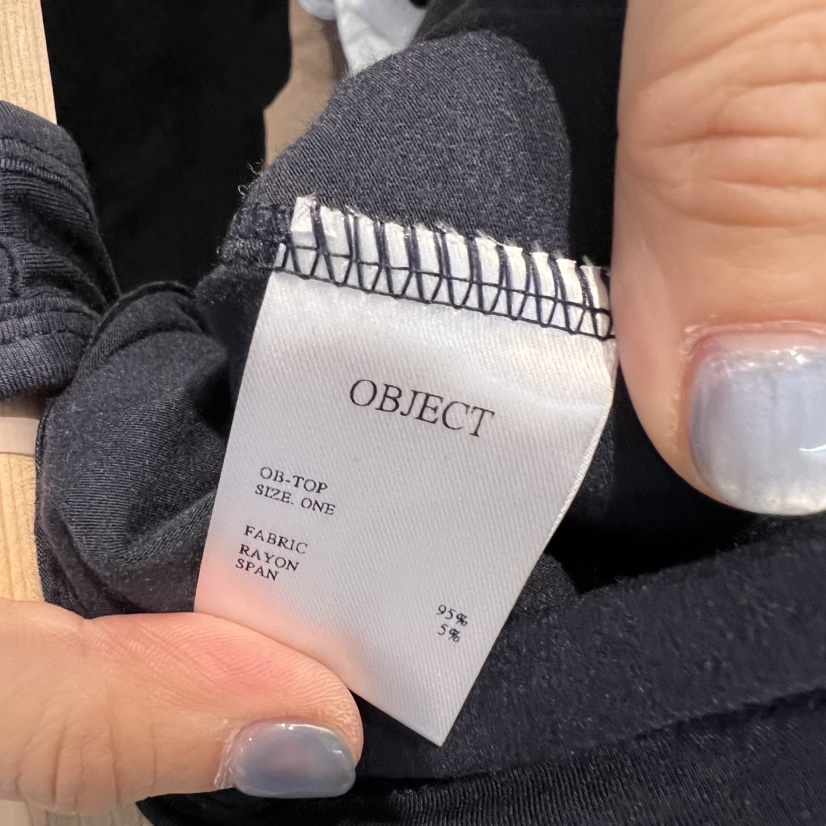 OBJECT
OB-TOP
SIZE. ONE
FABRIC
RAYON 95%
SPAN 5%